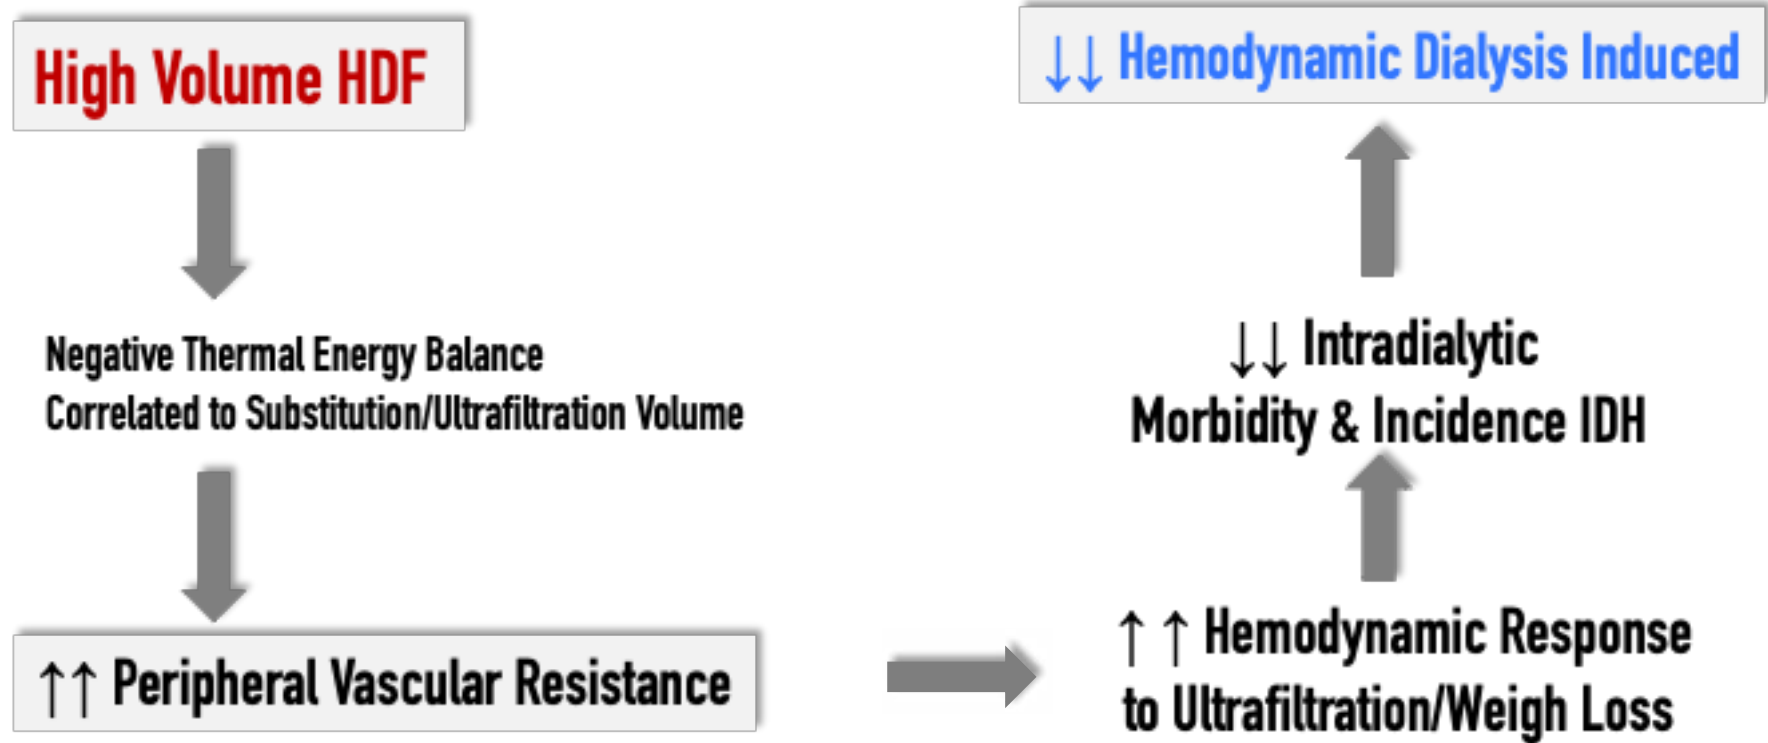 High Volume HDF
Negative Thermal Energy Balance
Correlated to Substitution/Ultrafiltration Volume
↑↑ Peripheral Vascular Resistance
↑ ↑ Hemodynamic Response
to Ultrafiltration/Weigh Loss
↓↓ Intradialytic
Morbidity & Incidence IDH
↓↓ Hemodynamic Dialysis Induced